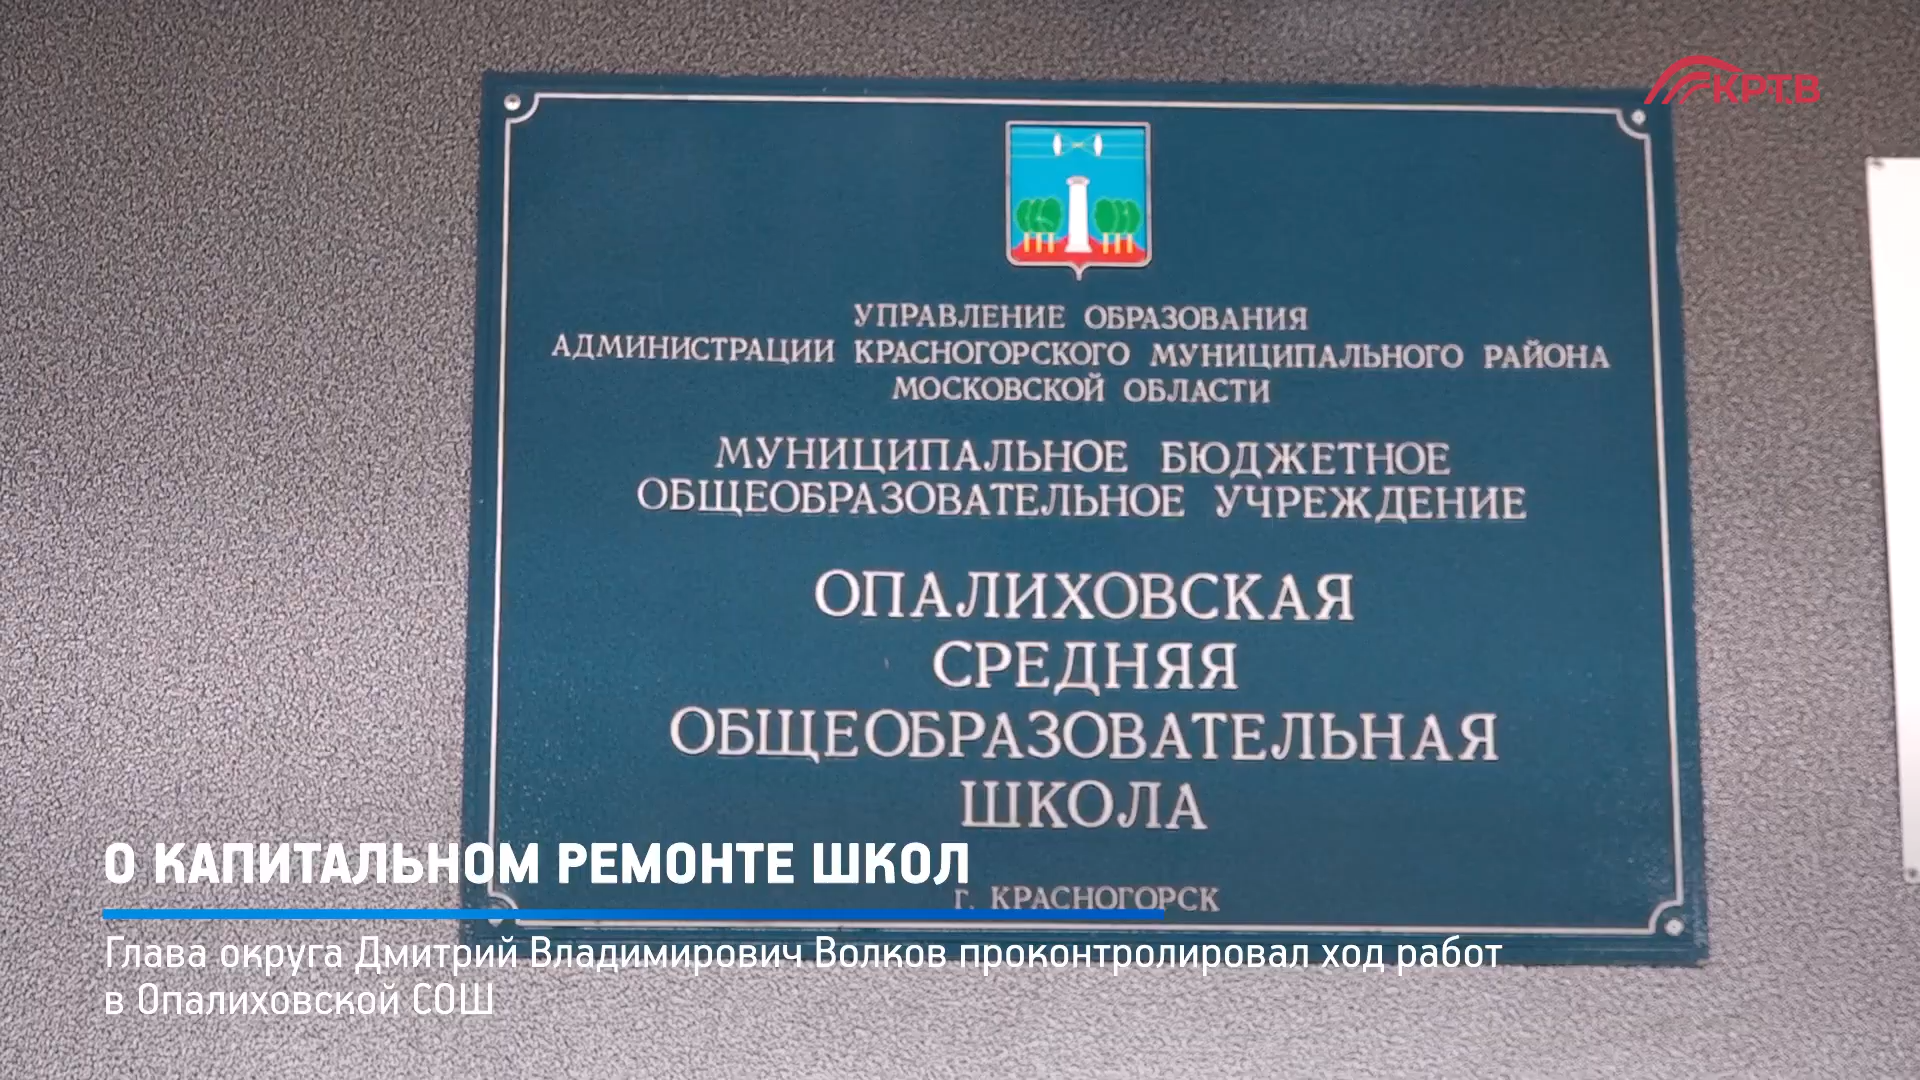 КРТВ
УПРАВЛЕНИЕ ОБРАЗОВАНИЯ
АДМИНИСТРАЦИИ КРАСНОГОРСКОГО МУНИЦИПАЛЬНОГО РАЙОНА
МОСКОВСКОЙ ОБЛАСТИ
МУНИЦИПАЛЬНОЕ БЮДЖЕТНОЕ
ОБЩЕОБРАЗОВАТЕЛЬНОЕ УЧРЕЖДЕНИЕ
ОПАЛИХОВСКАЯ
СРЕДНЯЯ
ОБЩЕОБРАЗОВАТЕЛЬНАЯ
ШКОЛА
г. КРАСНОГОРСК
О КАПИТАЛЬНОМ РЕМОНТЕ ШКОЛ
Глава округа Дмитрий Владимирович Волков проконтролировал ход работ
в Опалиховской СОШ